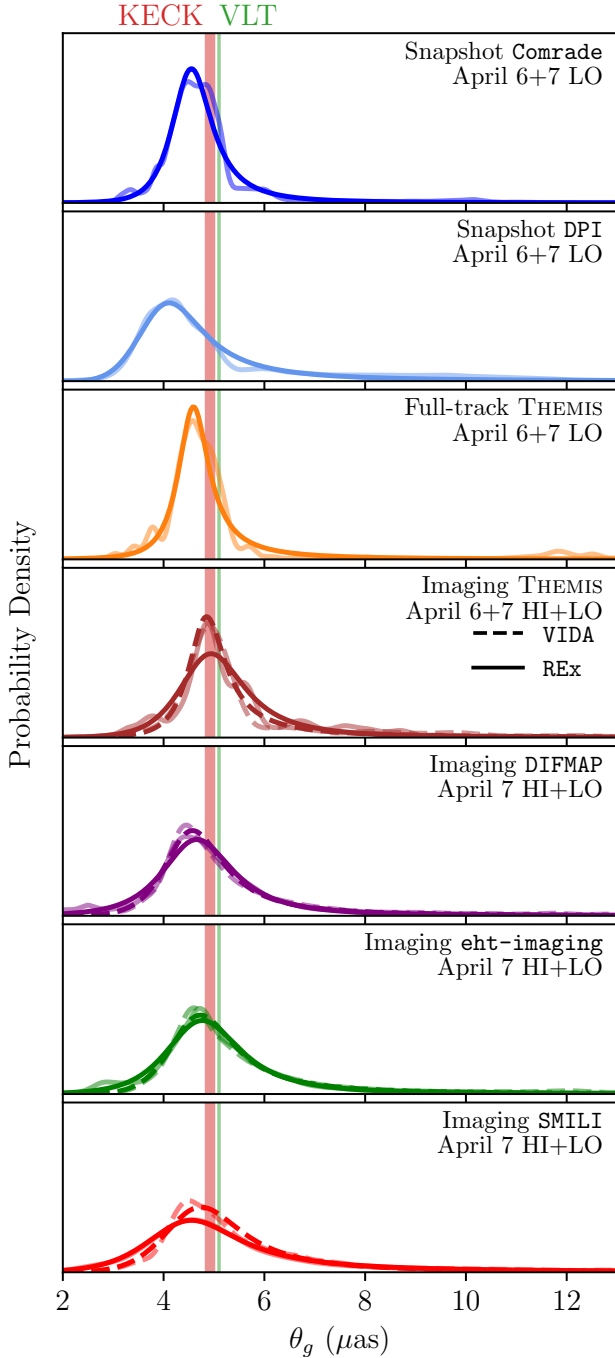 KECK VLT
Snapshot Comrade
April 6+7 LO
Snapshot DPI
April 6+7 LO
Full-track THEMIS
April 6+7 LO
Imaging THEMIS
April 6+7 HI+LO
VIDA
REx
Imaging DIFMAP
April 7 HI+LO
Imaging eht-imaging
April 7 HI+LO
Imaging SMILI
April 7 HI+LO
Probability Density
2 4 6 8 10 12
θg (μas)